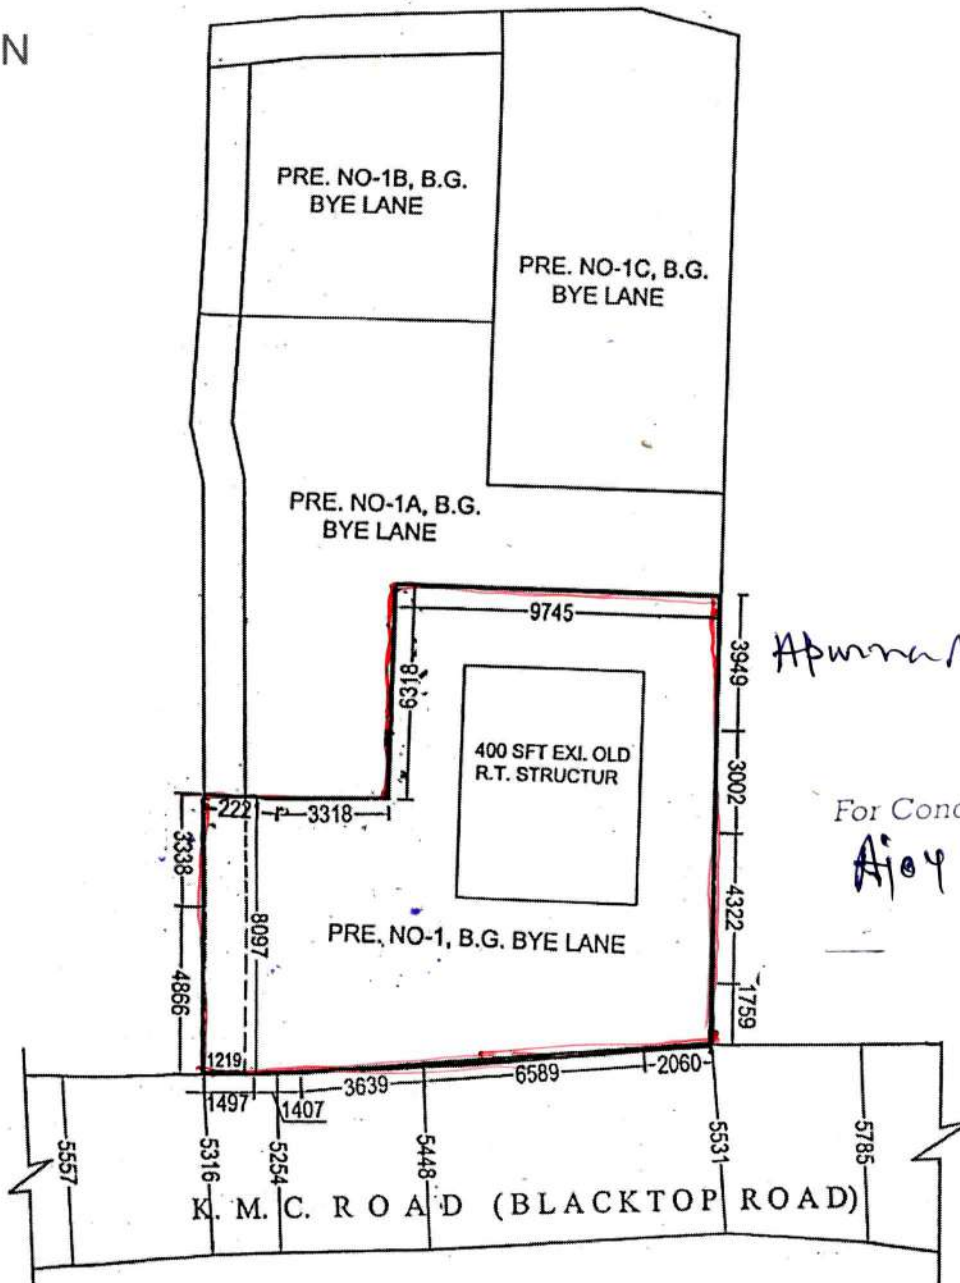 N
PRE. NO-1B, B.G.
BYE LANE
PRE. NO-1C, B.G.
BYE LANE
PRE. NO-1A, B.G.
BYE LANE
9745
3949
6318
400 SFT EXI. OLD
R.T. STRUCTUR
3002
For Conc
Ajoy
222
3318
3338
4322
8097
PRE. NO-1, B.G. BYE LANE
4866
1759
1219
3639
6589
2060
1497
1407
5557
5316
5254
5448
5531
5785
K. M. C. ROAD (BLACKTOP ROAD)